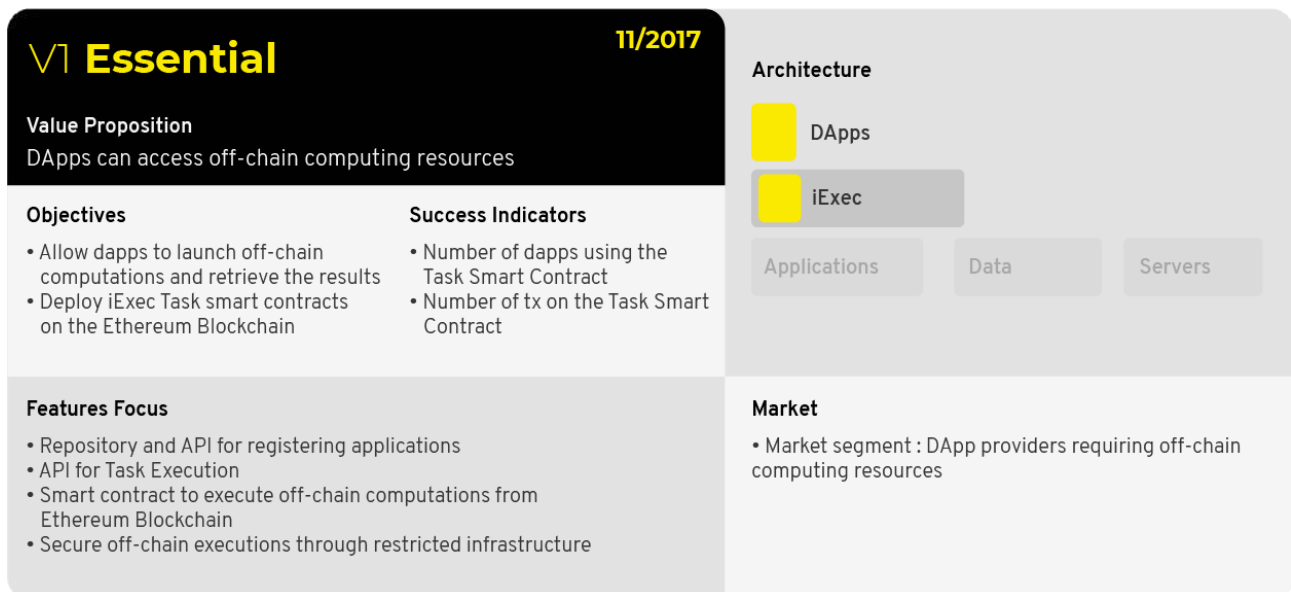 V1 Essential
11/2017
Value Proposition
DApps can access off-chain computing resources
Objectives
• Allow dapps to launch off-chain
computations and retrieve the results
• Deploy iExec Task smart contracts
on the Ethereum Blockchain
Success Indicators
• Number of dapps using the
Task Smart Contract
• Number of tx on the Task Smart
Contract
Architecture
DApps
iExec
Applications
Data
Servers
Features Focus
• Repository and API for registering applications
• API for Task Execution
• Smart contract to execute off-chain computations from
Ethereum Blockchain
• Secure off-chain executions through restricted infrastructure
Market
• Market segment : DApp providers requiring off-chain
computing resources